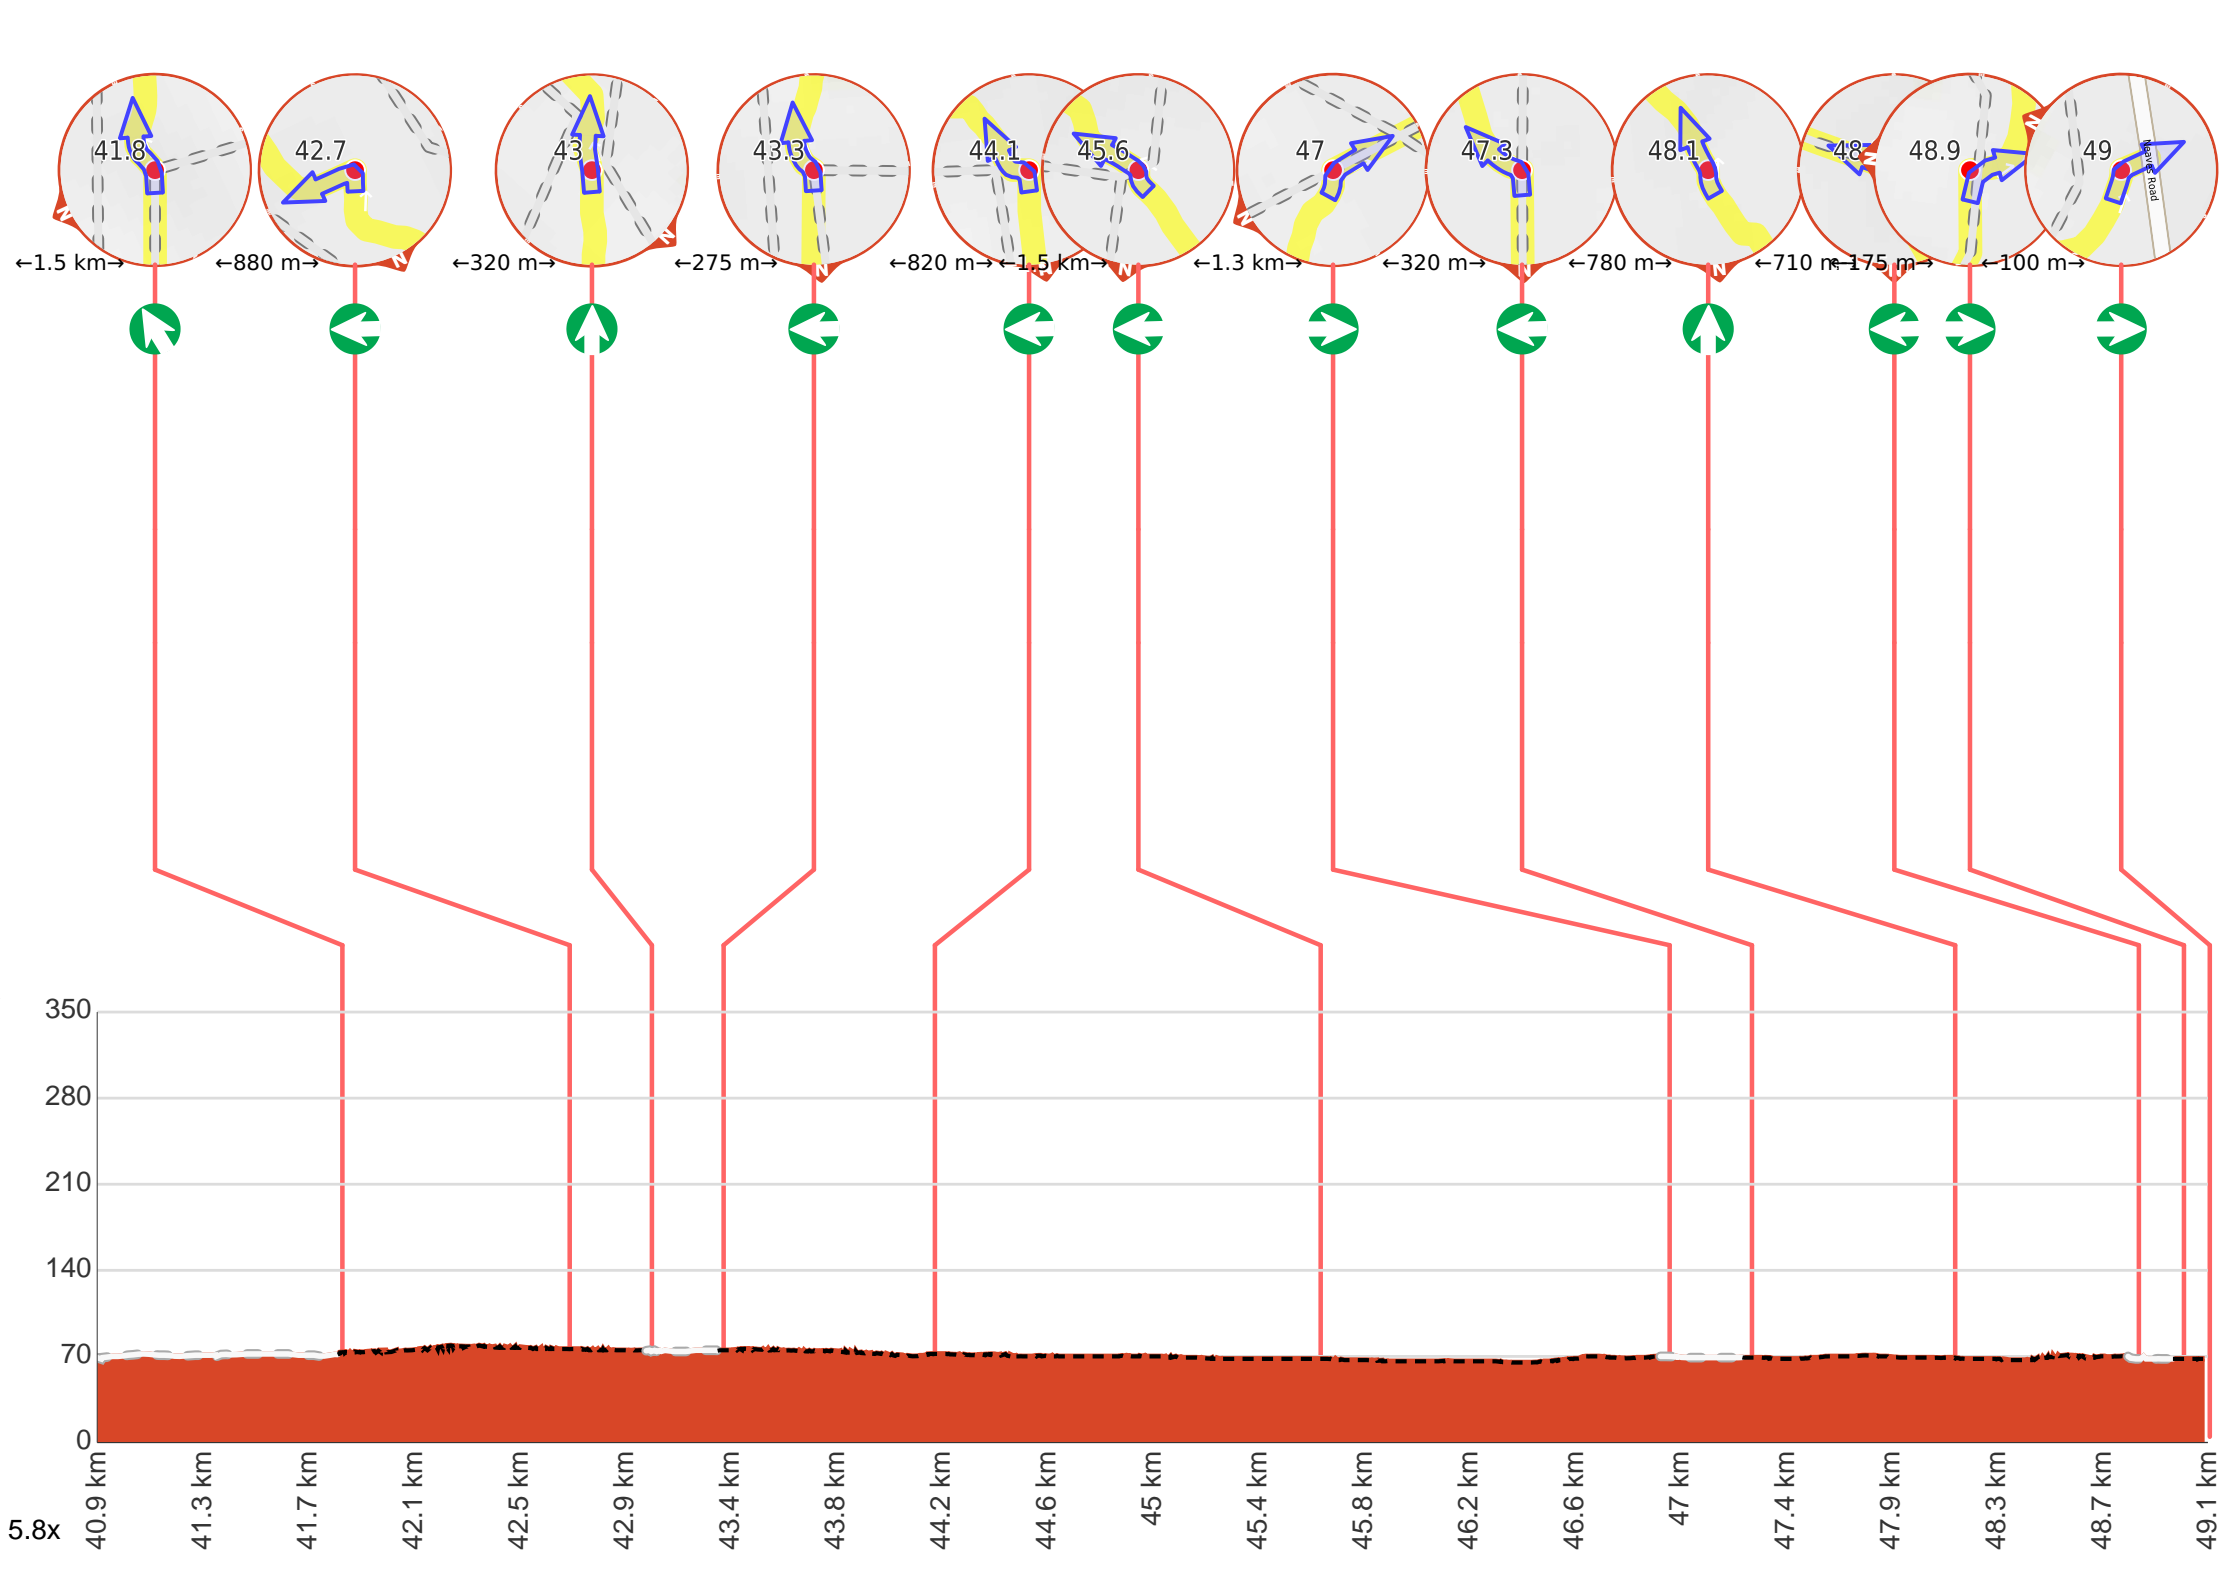 41.8
42.7
43
43.3
44.1
45.6
47
47.3
48.1
48
48.9
49
Neaves Road
N
N
N
N
N
N
N
N
N
N
←1.5 km→
←880 m→
←320 m→
←275 m→
←820 m→
←1.5 km→
←1.3 km→
←320 m→
←780 m→
←710 m
←175 m→
←100 m→
350
280
210
140
70
0
40.9 km
41.3 km
41.7 km
42.1 km
42.5 km
42.9 km
43.4 km
43.8 km
44.2 km
44.6 km
45 km
45.4 km
45.8 km
46.2 km
46.6 km
47 km
47.4 km
47.9 km
48.3 km
48.7 km
49.1 km
5.8x